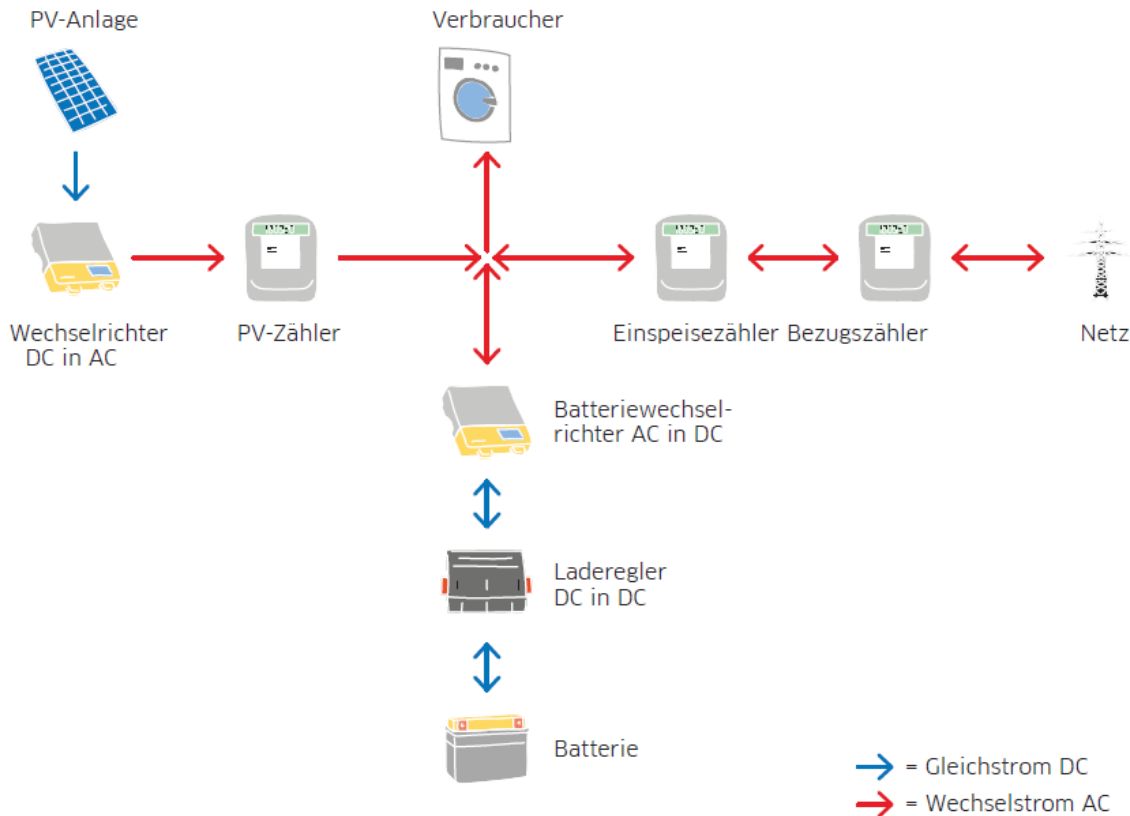 PV-Anlage
Verbraucher
Wechselrichter
DC in AC
PV-Zähler
Einspeisezähler
Bezugszähler
Netz
Batteriewechsel-
richter AC in DC
Laderegler
DC in DC
Batterie
= Gleichstrom DC
= Wechselstrom AC